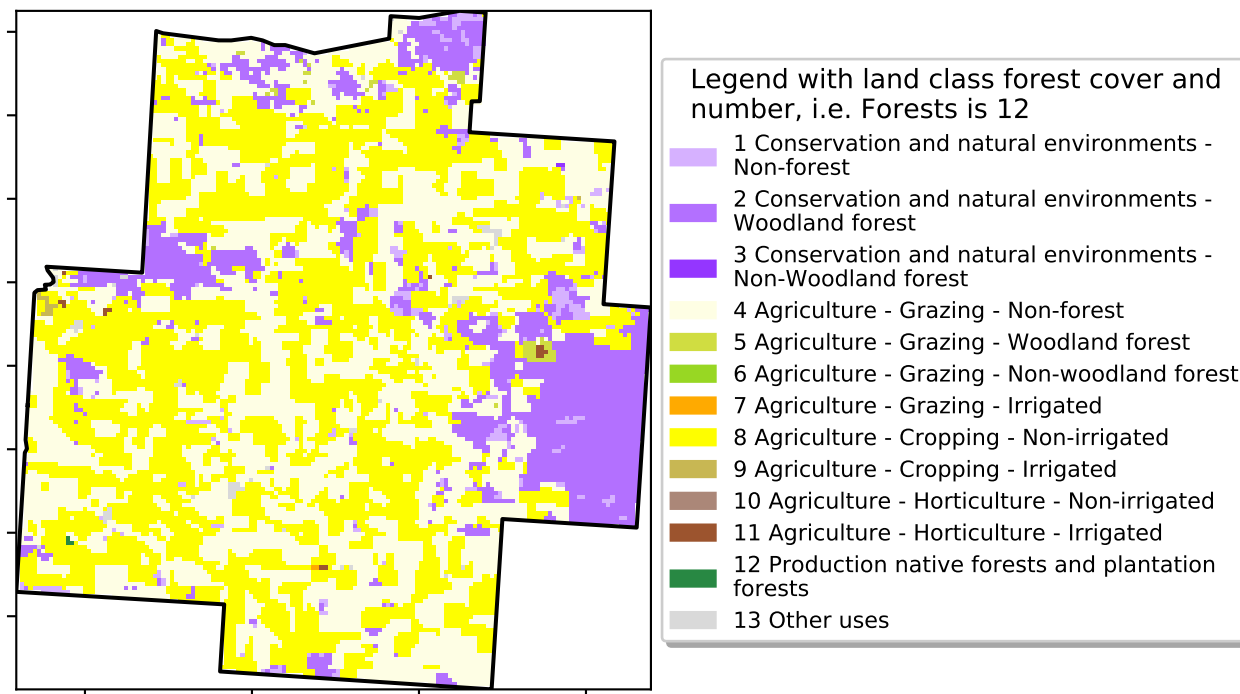 Legend with land class forest cover and
number, i.e. Forests is 12
1 Conservation and natural environments -
Non-forest
2 Conservation and natural environments -
Woodland forest
3 Conservation and natural environments -
Non-Woodland forest
4 Agriculture - Grazing - Non-forest
5 Agriculture - Grazing - Woodland forest
6 Agriculture - Grazing - Non-woodland forest
7 Agriculture - Grazing - Irrigated
8 Agriculture - Cropping - Non-irrigated
9 Agriculture - Cropping - Irrigated
10 Agriculture - Horticulture - Non-irrigated
11 Agriculture - Horticulture - Irrigated
12 Production native forests and plantation
forests
13 Other uses